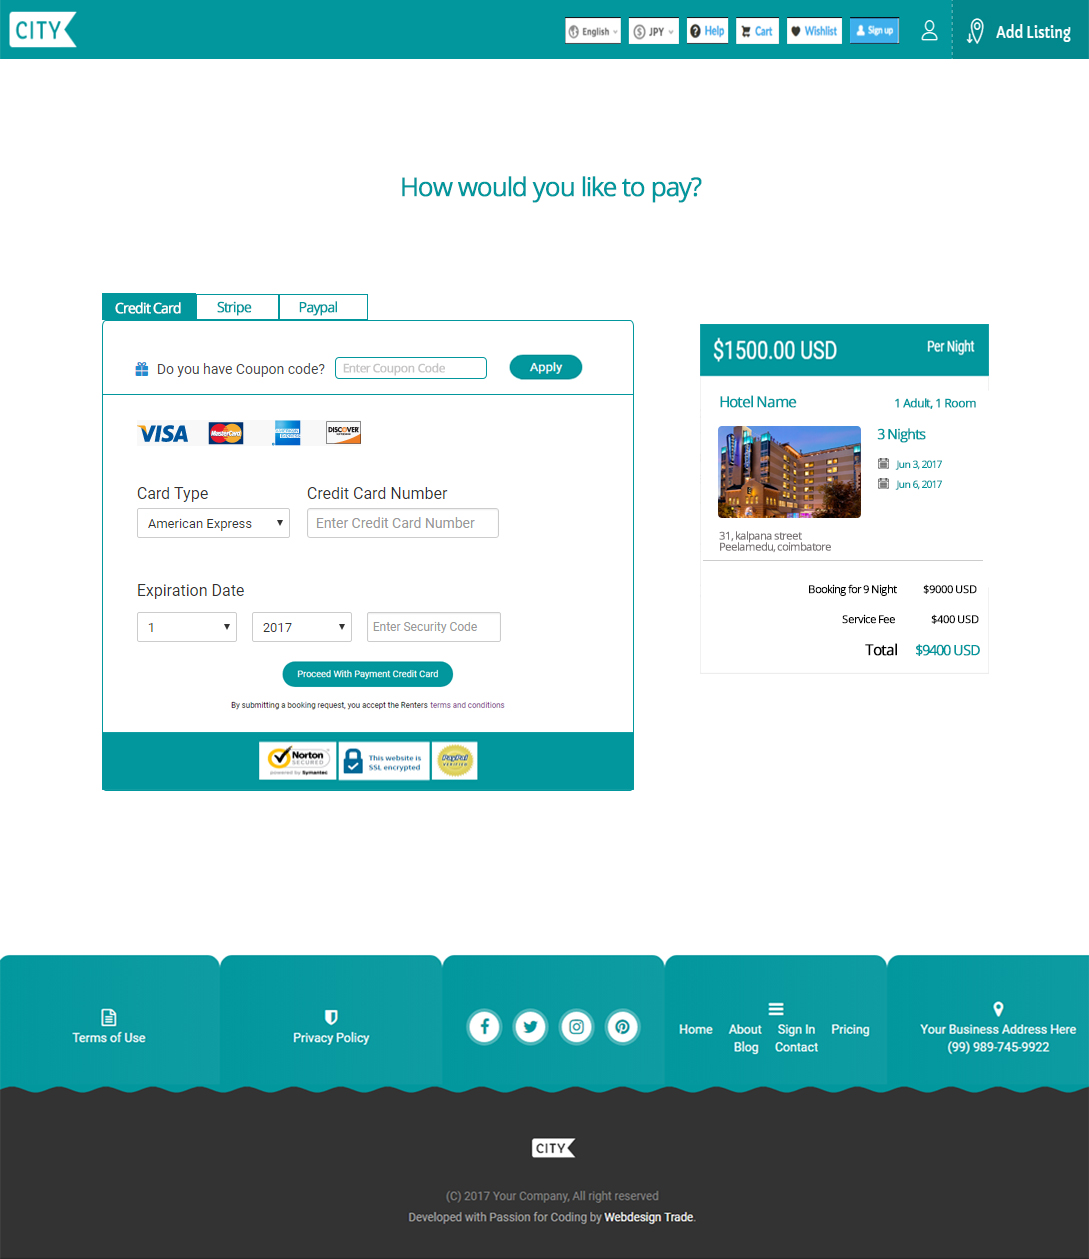 CITY
English
JPY
Help
Cart
Wishlist
Sign up
Add Listing
How would you like to pay?
Credit Card
Stripe
Paypal
Do you have Coupon code?
Enter Coupon Code
Apply
VISA
MasterCard
DISCOVER
Card Type
Credit Card Number
American Express
Enter Credit Card Number
Expiration Date
1
2017
Enter Security Code
Proceed With Payment Credit Card
By submitting a booking request, you accept the Renters terms and conditions
Norton
SECURED
powered by Symantec
This website is
SSL encrypted
VERIFIED
$1500.00 USD
Per Night
Hotel Name
1 Adult, 1 Room
3 Nights
Jun 3, 2017
Jun 6, 2017
31, kalpana street
Peelamedu, coimbatore
Booking for 9 Night
$9000 USD
Service Fee
$400 USD
Total
$9400 USD
Terms of Use
Privacy Policy
Home About Sign In Pricing
Blog Contact
Your Business Address Here
(99) 989-745-9922
CITY
(C) 2017 Your Company, All right reserved
Developed with Passion for Coding by Webdesign Trade.